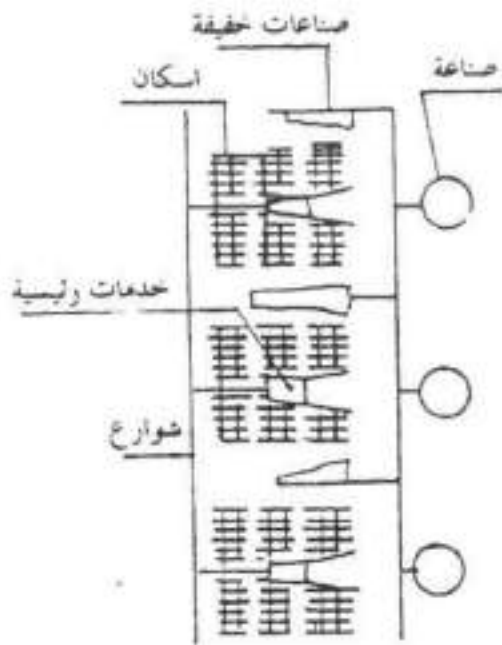 صناعات خفيفة
صناعة
اسكان
خدمات رئيسية
شوارع